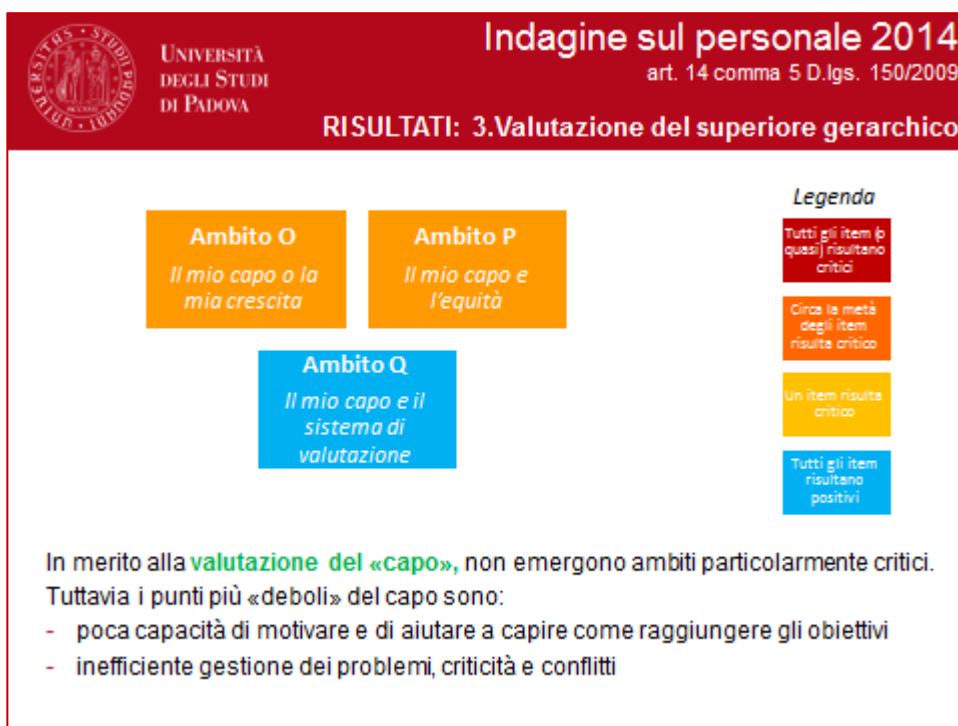 UNIVERSITÀ
DEGLI STUDI
DI PADOVA
Indagine sul personale 2014
art. 14 comma 5 D.lgs. 150/2009
RISULTATI: 3.Valutazione del superiore gerarchico
Ambito O
Il mio capo o la
mia crescita
Ambito P
Il mio capo e
l'equità
Ambito Q
Il mio capo e il
sistema di
valutazione
Legenda
Tutti gli item (o
quasi) risultano
critici
Circa la metà
degli item
risulta critico
Un item risulta
critico
Tutti gli item
risultano
positivi
In merito alla valutazione del «capo», non emergono ambiti particolarmente critici.
Tuttavia i punti più «deboli» del capo sono:
- poca capacità di motivare e di aiutare a capire come raggiungere gli obiettivi
- inefficiente gestione dei problemi, criticità e conflitti